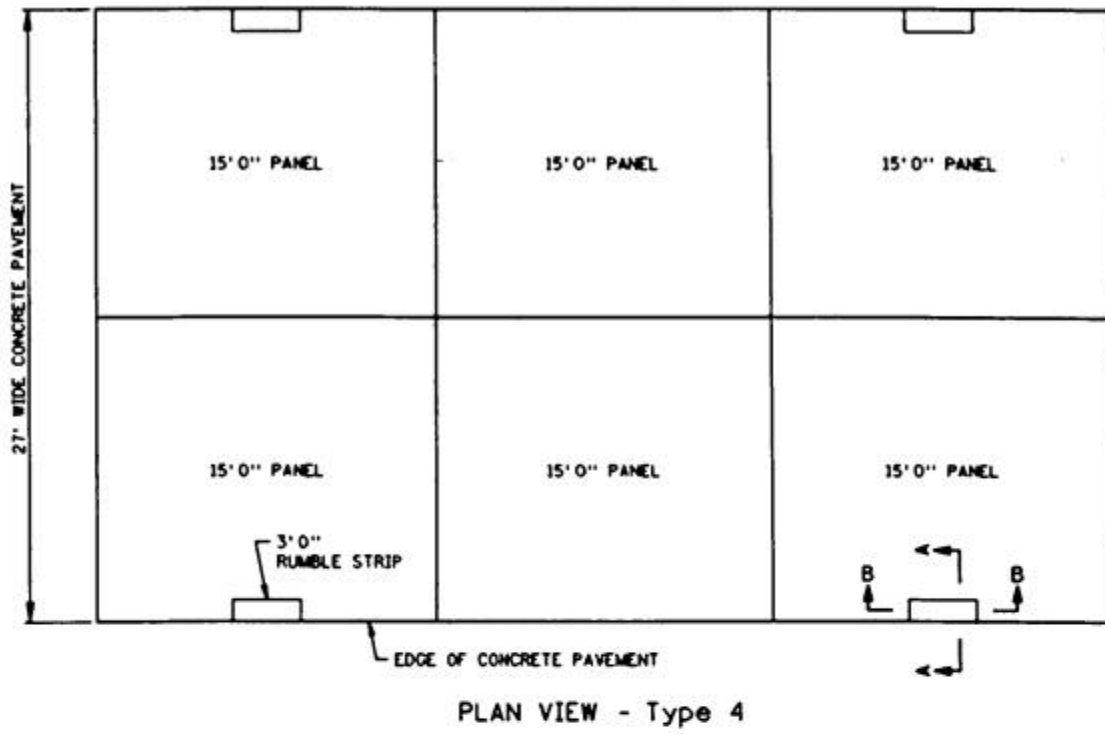 15'0" PANEL
15'0" PANEL
15'0" PANEL
27' WIDE CONCRETE PAVEMENT
15'0" PANEL
15'0" PANEL
15'0" PANEL
3'0"
RUMBLE STRIP
A
B
B
EDGE OF CONCRETE PAVEMENT
A
PLAN VIEW - Type 4